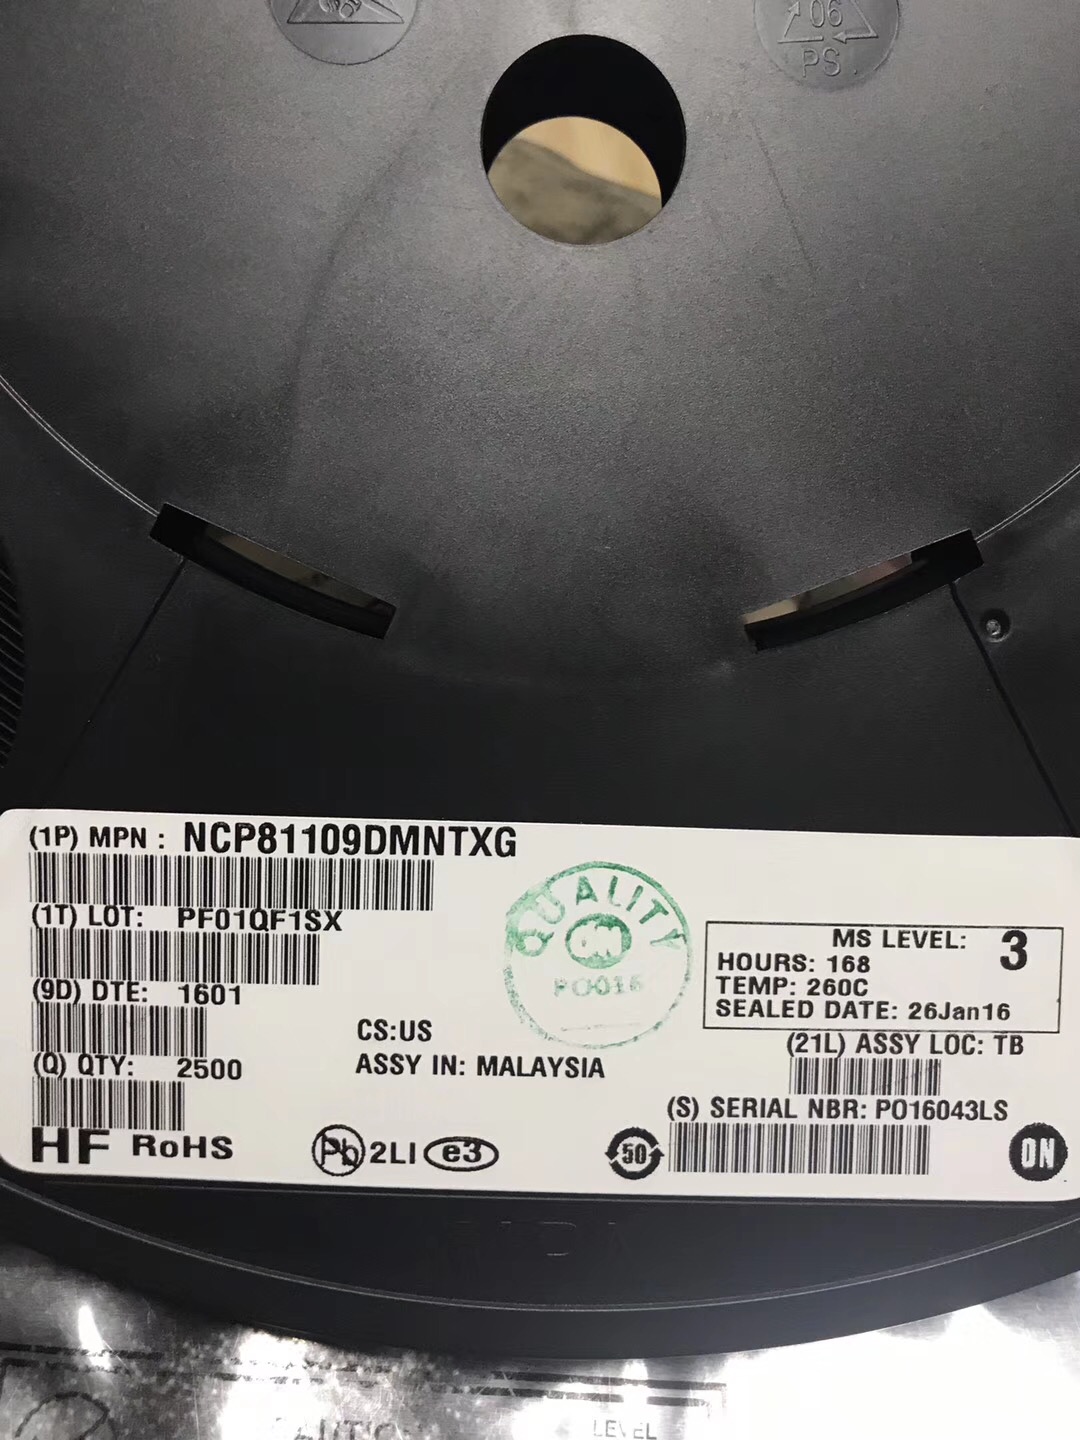 06
PS
(1P) MPN : NCP81109DMNTXG
(1T) LOT: PF01QF1SX
(9D) DTE: 1601
(Q) QTY: 2500
HF RoHS
CS:US
ASSY IN: MALAYSIA
Pb 2LI e3
QUALITY
ON
PO016
MS LEVEL: 3
HOURS: 168
TEMP: 260C
SEALED DATE: 26Jan16
(21L) ASSY LOC: TB
(S) SERIAL NBR: PO16043LS
50
ON
CAUTION
LEVEL